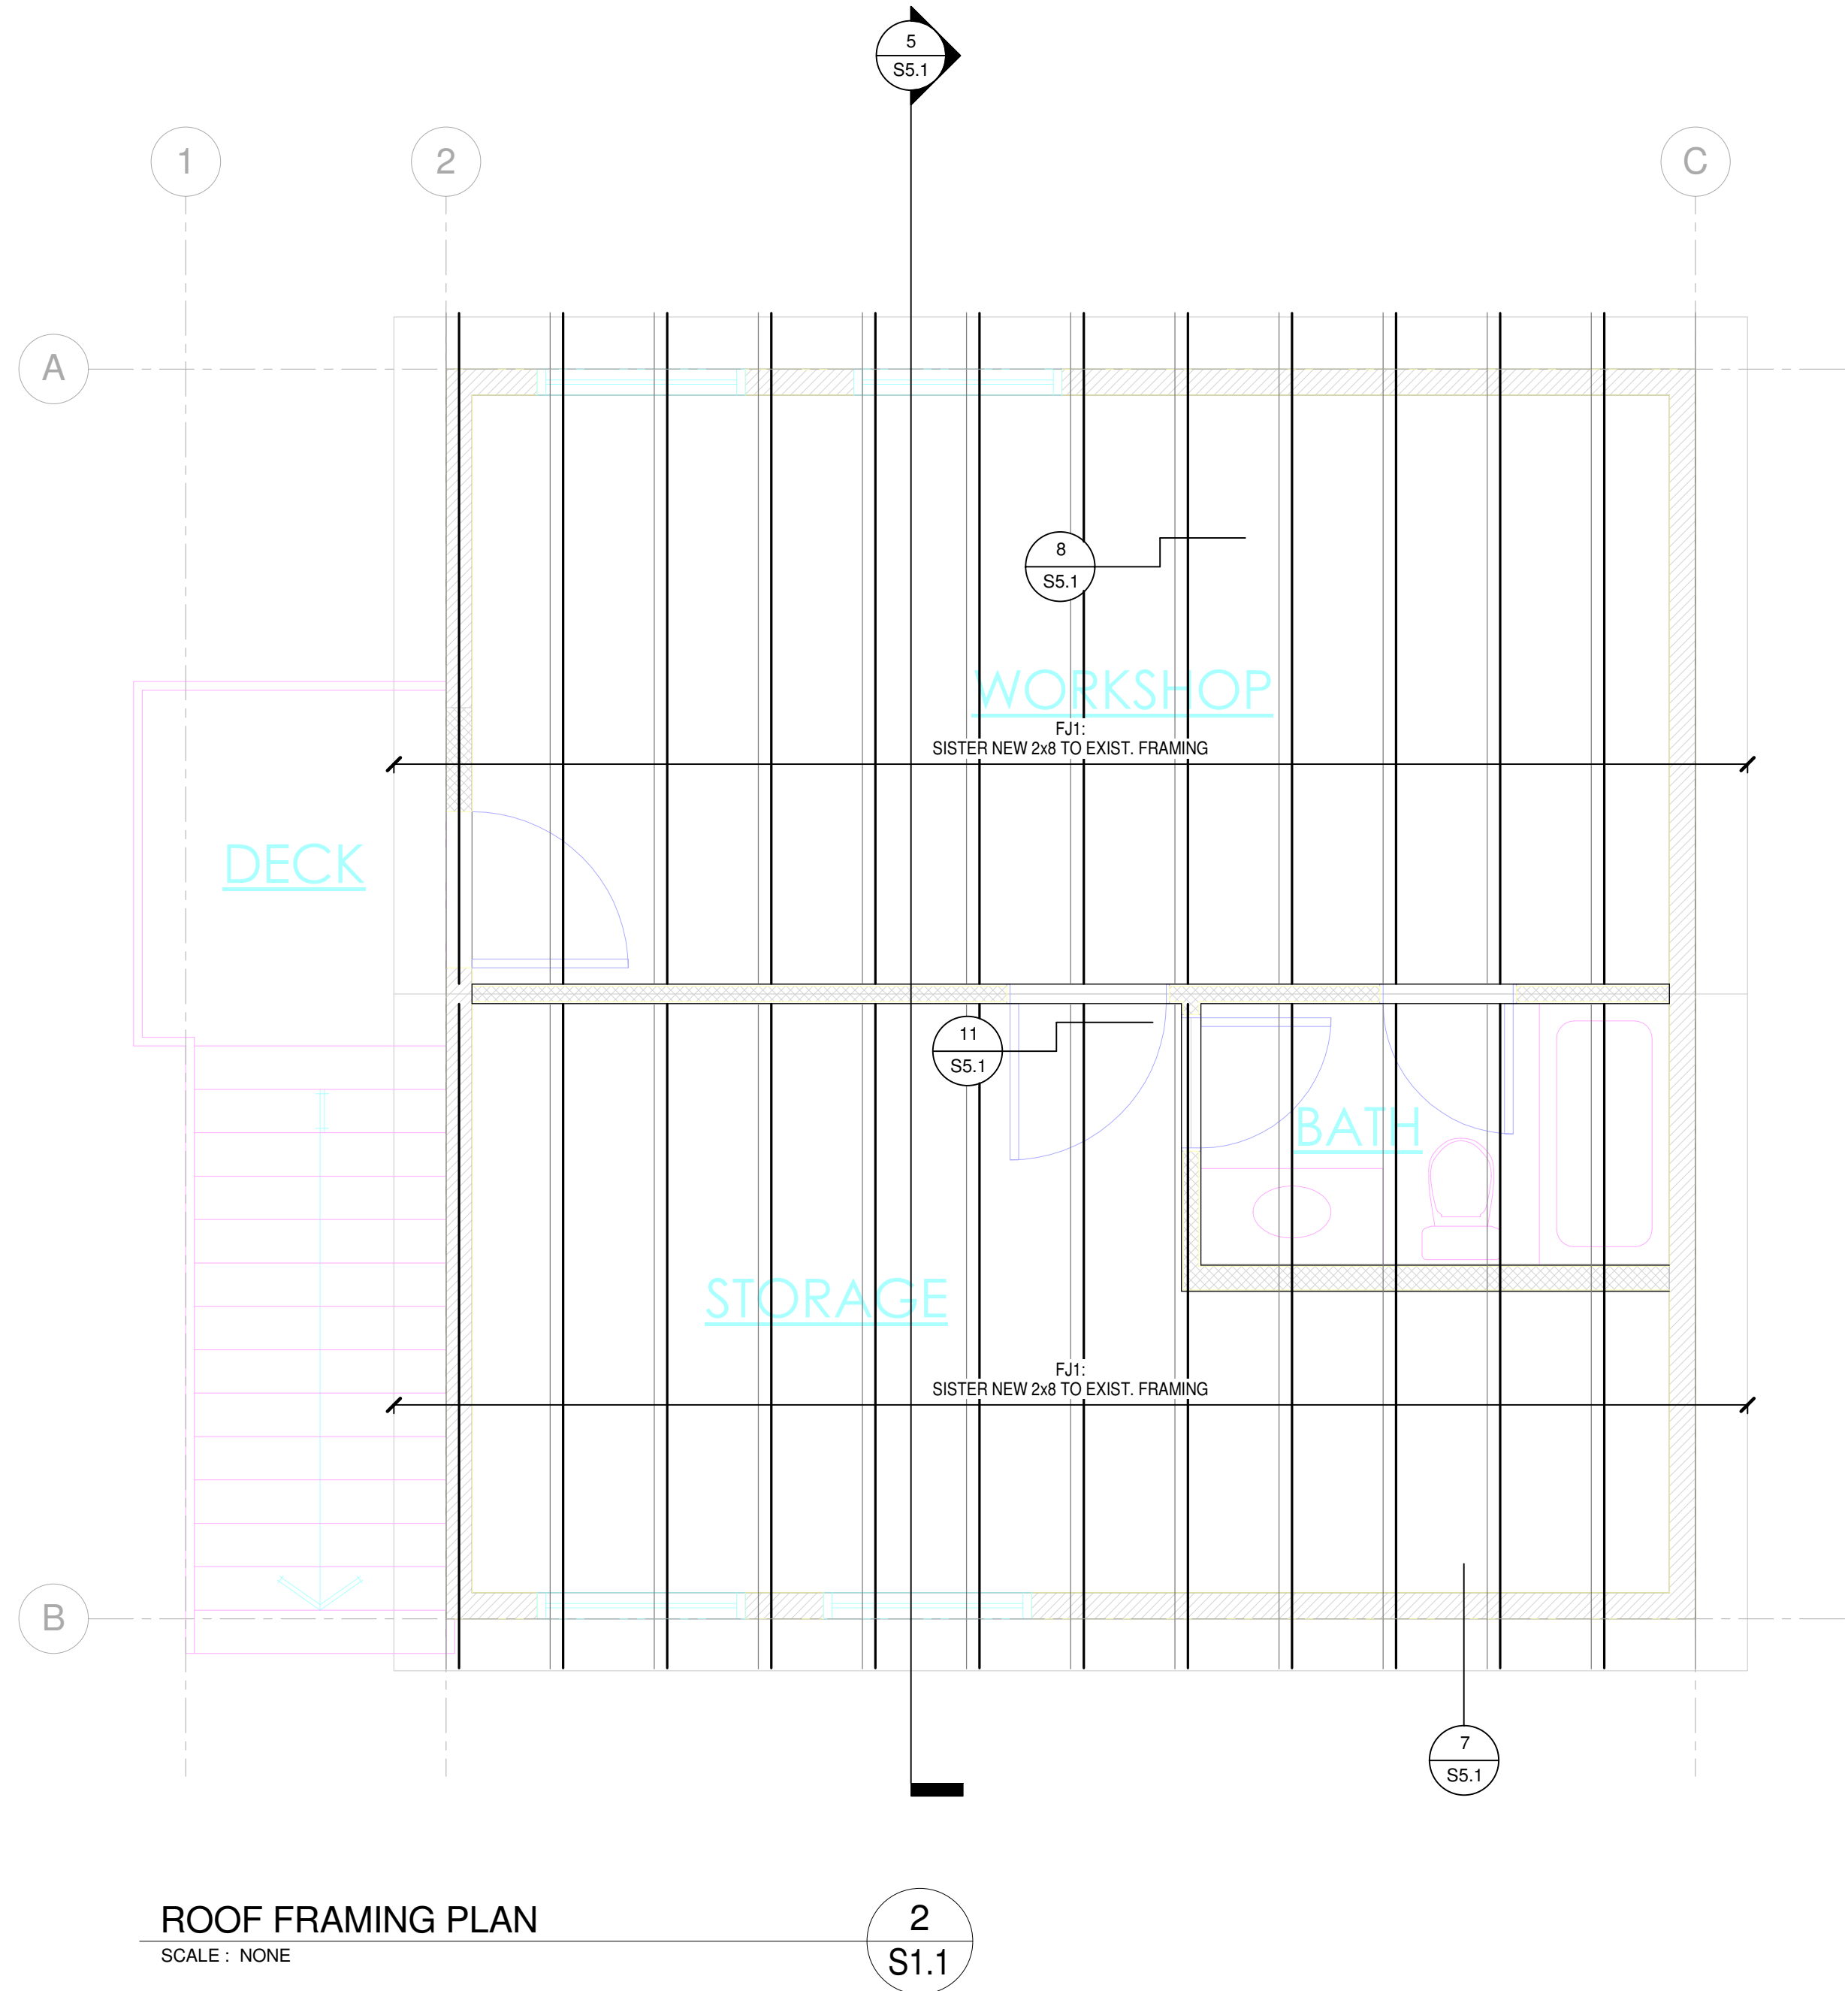 5
S5.1
1
2
C
A
8
S5.1
WORKSHOP
FJ1:
SISTER NEW 2x8 TO EXIST. FRAMING
DECK
11
S5.1
BATH
STORAGE
FJ1:
SISTER NEW 2x8 TO EXIST. FRAMING
B
7
S5.1
ROOF FRAMING PLAN
SCALE : NONE
2
S1.1